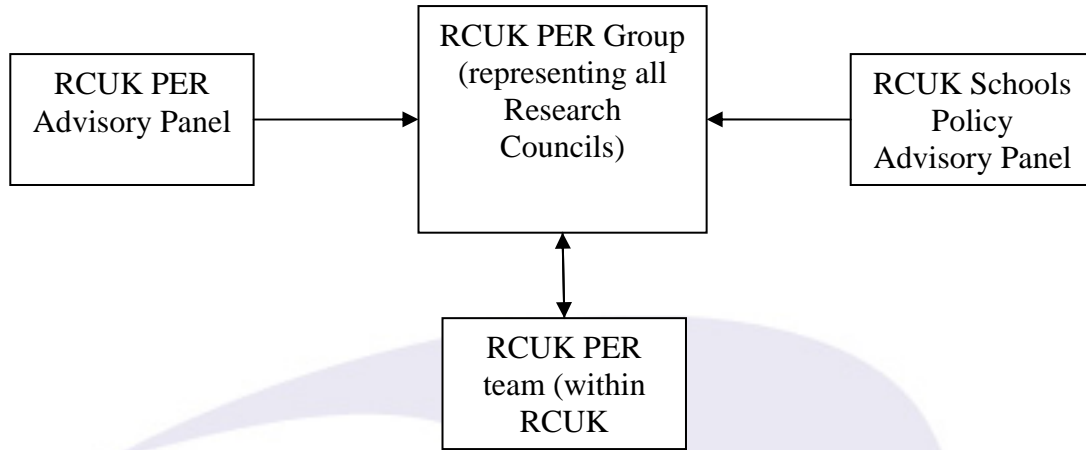 RCUK PER
Advisory Panel
RCUK PER Group
(representing all
Research
Councils)
RCUK Schools
Policy
Advisory Panel
RCUK PER
team (within
RCUK